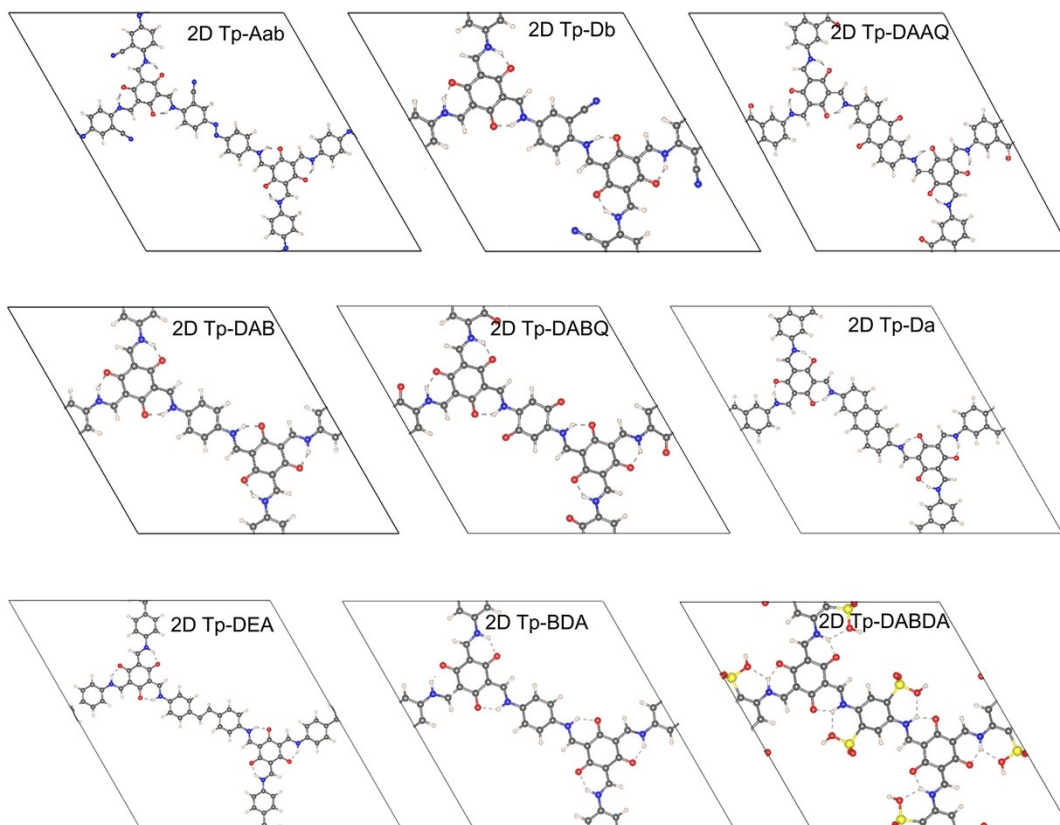 2D Tp-Aab
2D Tp-Db
2D Tp-DAAQ
2D Tp-DAB
2D Tp-DABQ
2D Tp-Da
2D Tp-DEA
2D Tp-BDA
2D Tp-DABDA